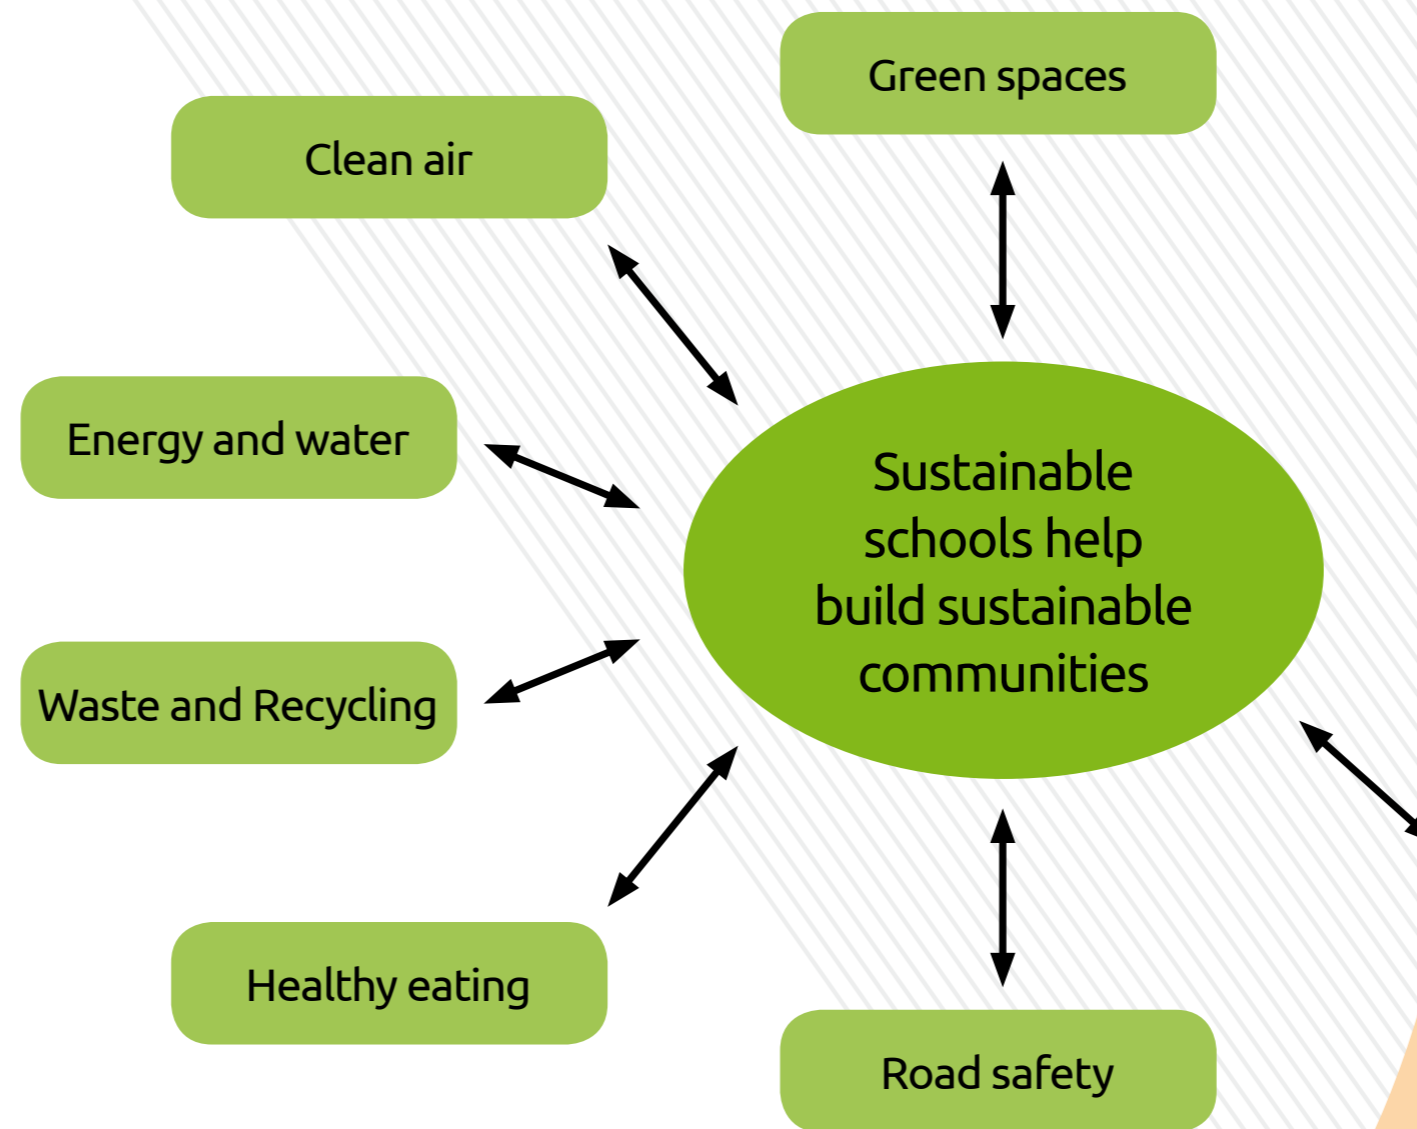 Green spaces
Clean air
Energy and water
Sustainable
schools help
build sustainable
communities
Waste and Recycling
Healthy eating
Road safety